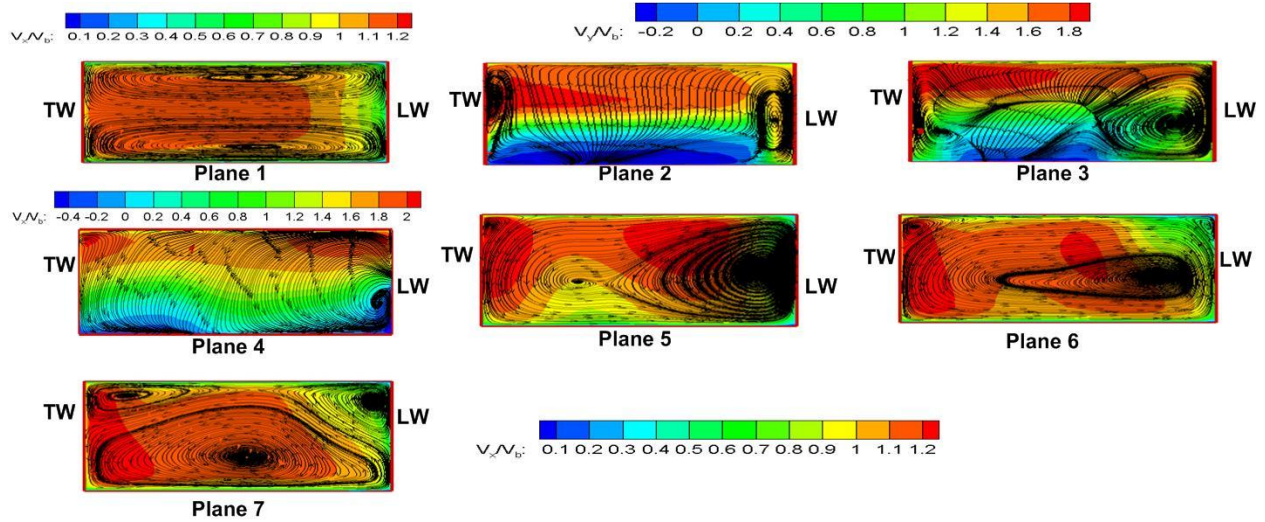 Vₓ/V_b: 0.1 0.2 0.3 0.4 0.5 0.6 0.7 0.8 0.9 1 1.1 1.2
V_y/V_b: -0.2 0 0.2 0.4 0.6 0.8 1 1.2 1.4 1.6 1.8
TW LW
Plane 1
TW LW
Plane 2
TW LW
Plane 3
Vₓ/V_b: -0.4 -0.2 0 0.2 0.4 0.6 0.8 1 1.2 1.4 1.6 1.8 2
TW LW
Plane 4
TW LW
Plane 5
TW LW
Plane 6
TW LW
Plane 7
Vₓ/V_b: 0.1 0.2 0.3 0.4 0.5 0.6 0.7 0.8 0.9 1 1.1 1.2